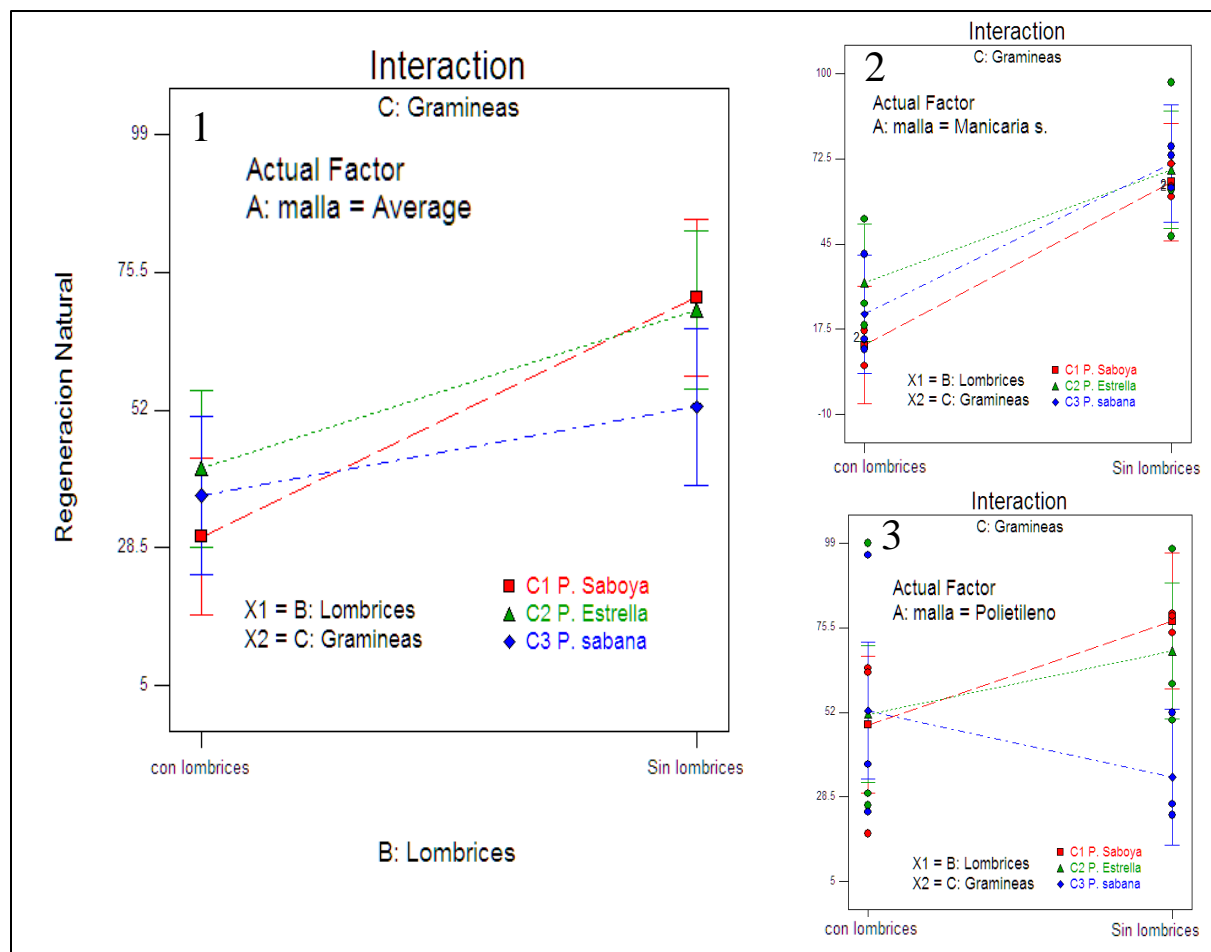 Interaction
C: Gramineas
1
Actual Factor
A: malla = Average
Regeneracion Natural
99
75.5
52
28.5
5
X1 = B: Lombrices
X2 = C: Gramineas
C1 P. Saboya
C2 P. Estrella
C3 P. sabana
con lombrices
Sin lombrices
B: Lombrices
Interaction
C: Gramineas
2
Actual Factor
A: malla = Manicaria s.
100
72.5
45
17.5
-10
2
2
X1 = B: Lombrices
X2 = C: Gramineas
C1 P. Saboya
C2 P. Estrella
C3 P. sabana
con lombrices
Sin lombrices
Interaction
C: Gramineas
3
Actual Factor
A: malla = Polietileno
99
75.5
52
28.5
5
X1 = B: Lombrices
X2 = C: Gramineas
C1 P. Saboya
C2 P. Estrella
C3 P. sabana
con lombrices
Sin lombrices